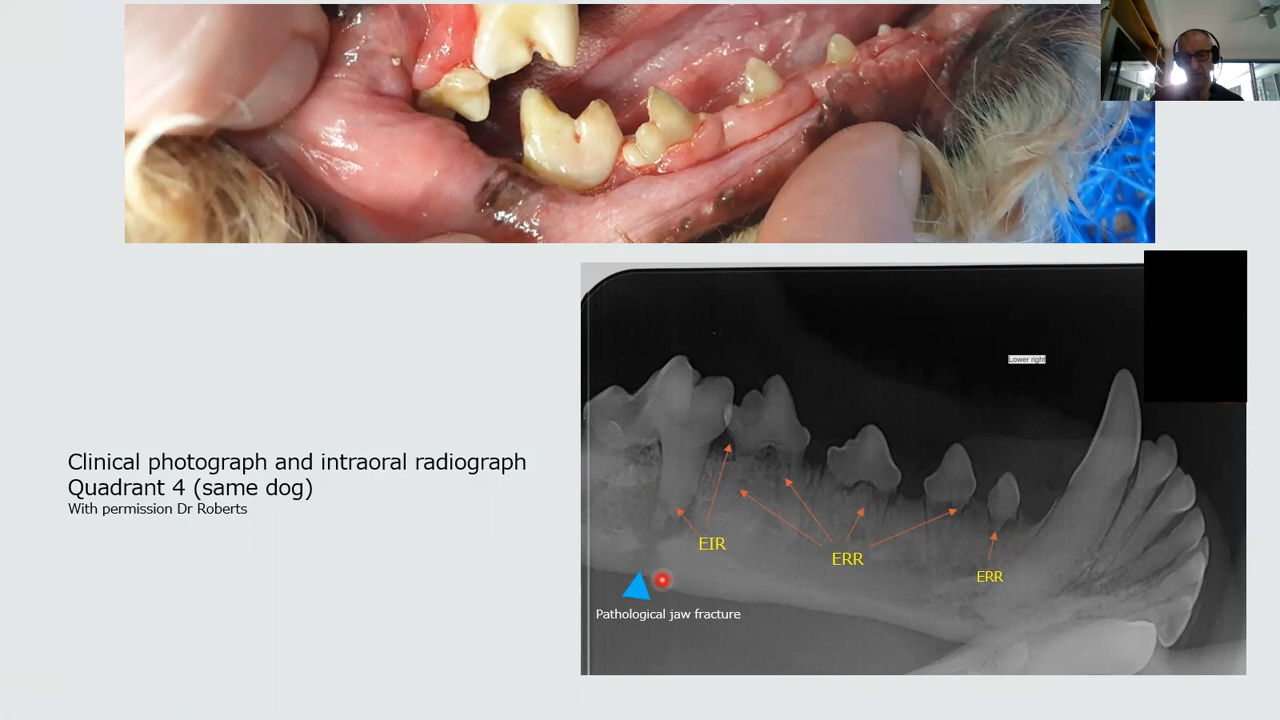 Lower right
Clinical photograph and intraoral radiograph
Quadrant 4 (same dog)
With permission Dr Roberts
EIR
ERR
ERR
Pathological jaw fracture